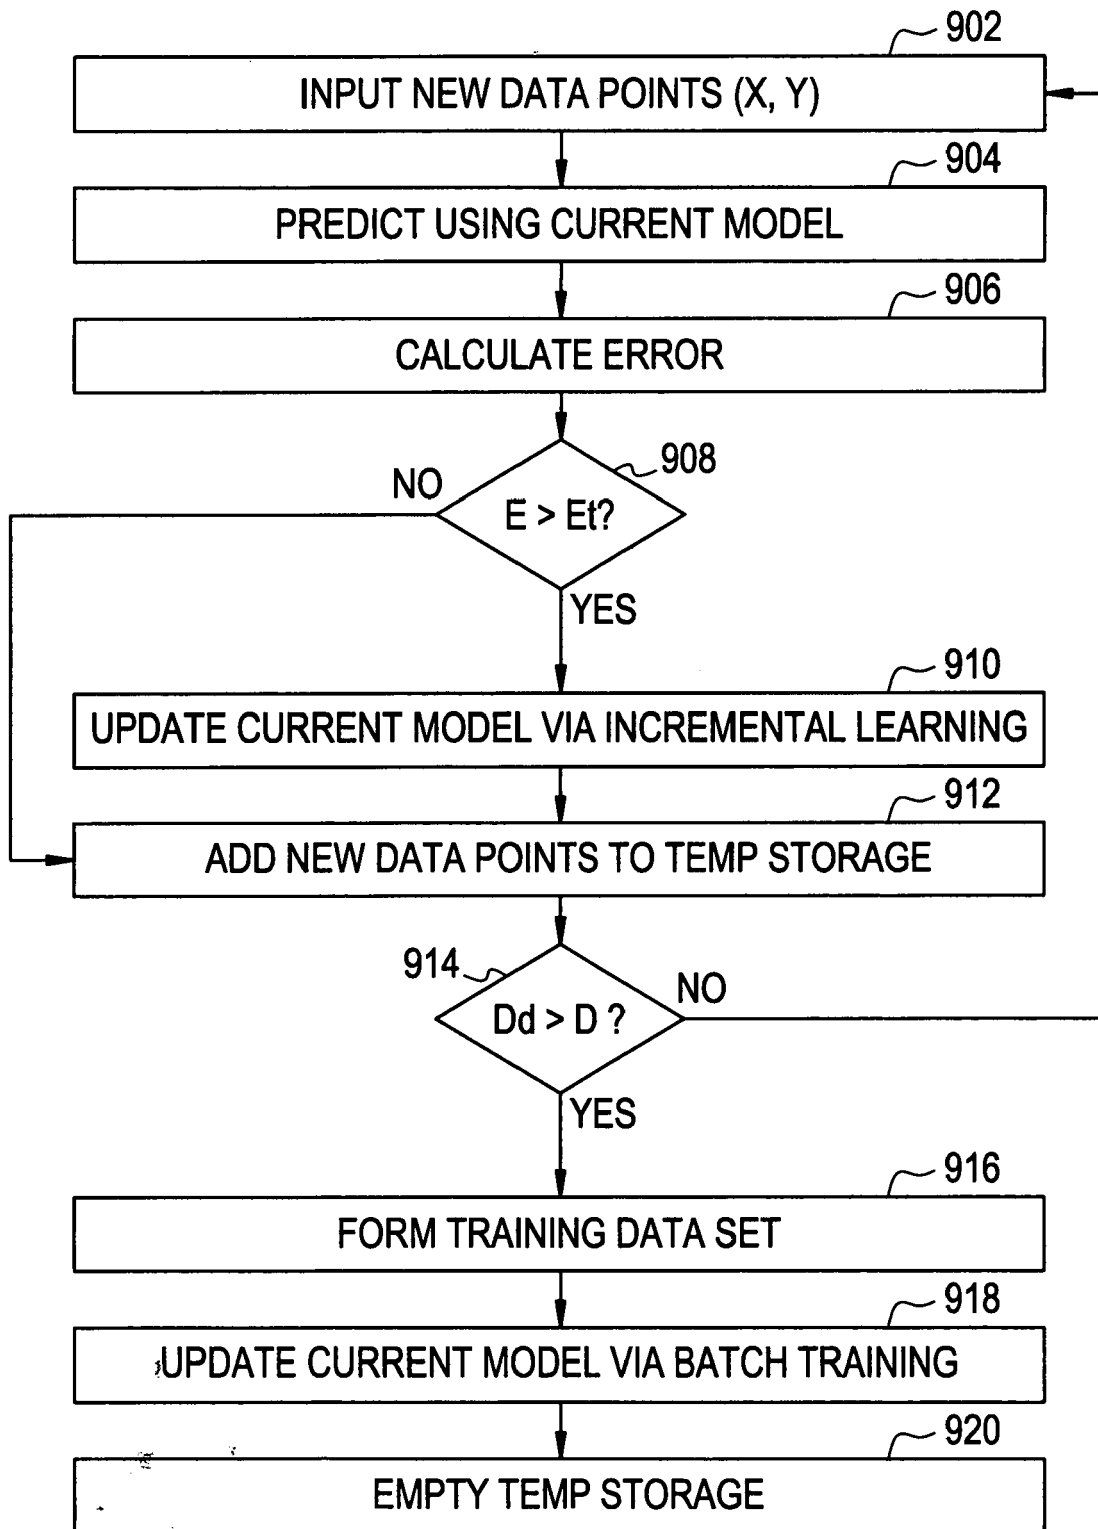 902
INPUT NEW DATA POINTS (X, Y)
904
PREDICT USING CURRENT MODEL
906
CALCULATE ERROR
908
NO
E > Et?
YES
910
UPDATE CURRENT MODEL VIA INCREMENTAL LEARNING
912
ADD NEW DATA POINTS TO TEMP STORAGE
914
NO
Dd > D ?
YES
916
FORM TRAINING DATA SET
918
UPDATE CURRENT MODEL VIA BATCH TRAINING
920
EMPTY TEMP STORAGE